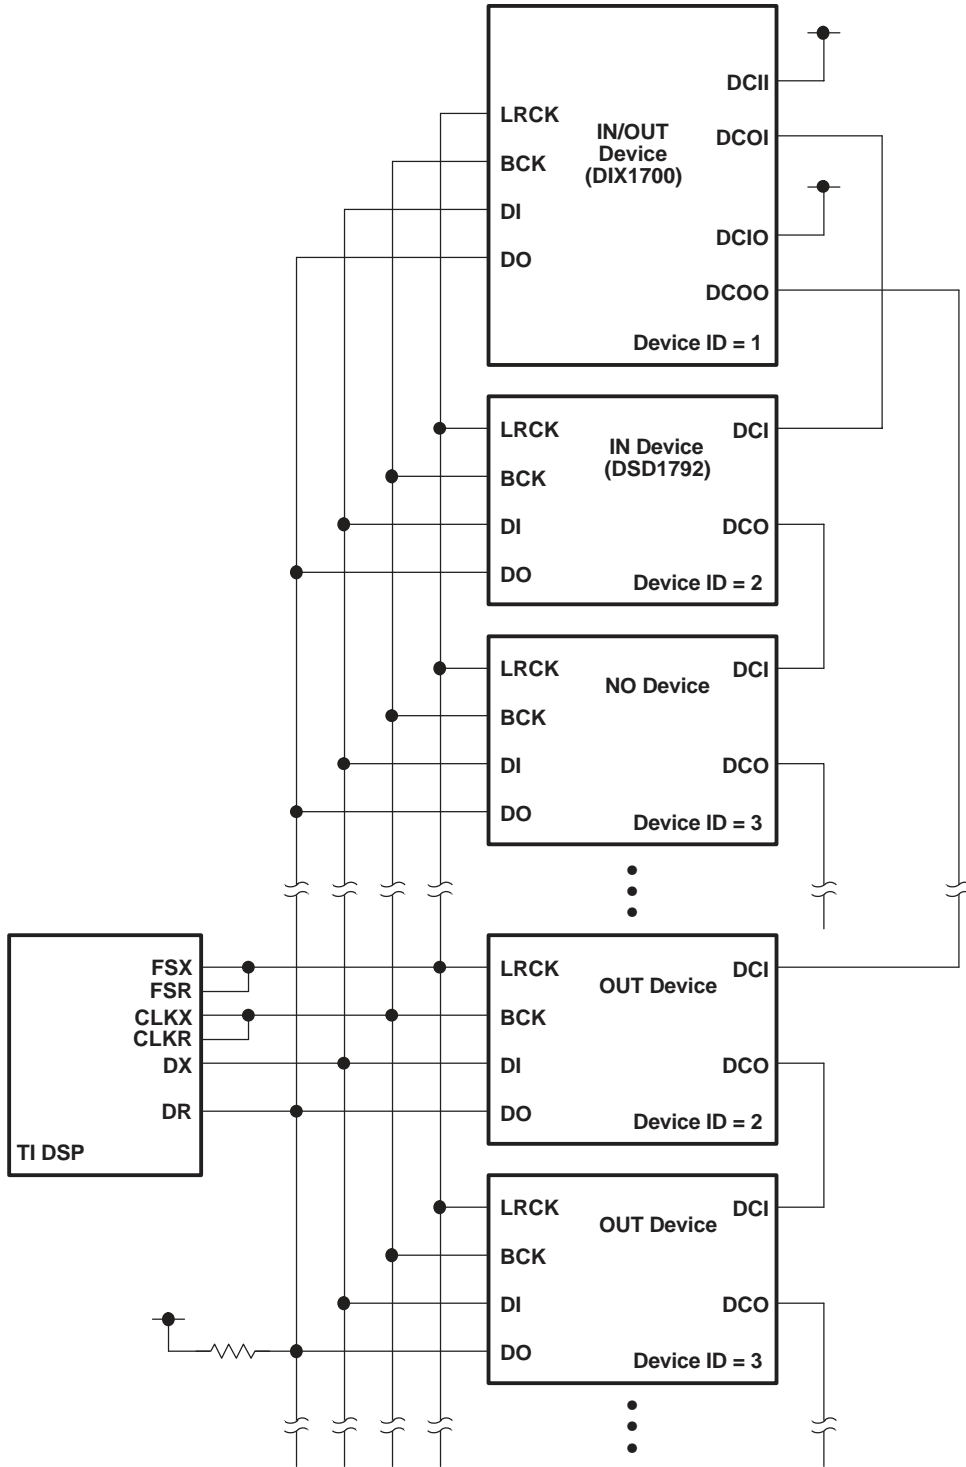 DCII
LRCK
IN/OUT
Device
(DIX1700)
DCOI
BCK
DI
DCIO
DO
DCOO
Device ID = 1
LRCK
IN Device
(DSD1792)
DCI
BCK
DI
DCO
DO
Device ID = 2
LRCK
NO Device
DCI
BCK
DI
DCO
DO
Device ID = 3
FSX
FSR
CLKX
CLKR
DX
DR
TI DSP
LRCK
OUT Device
DCI
BCK
DI
DCO
DO
Device ID = 2
LRCK
OUT Device
DCI
BCK
DI
DCO
DO
Device ID = 3